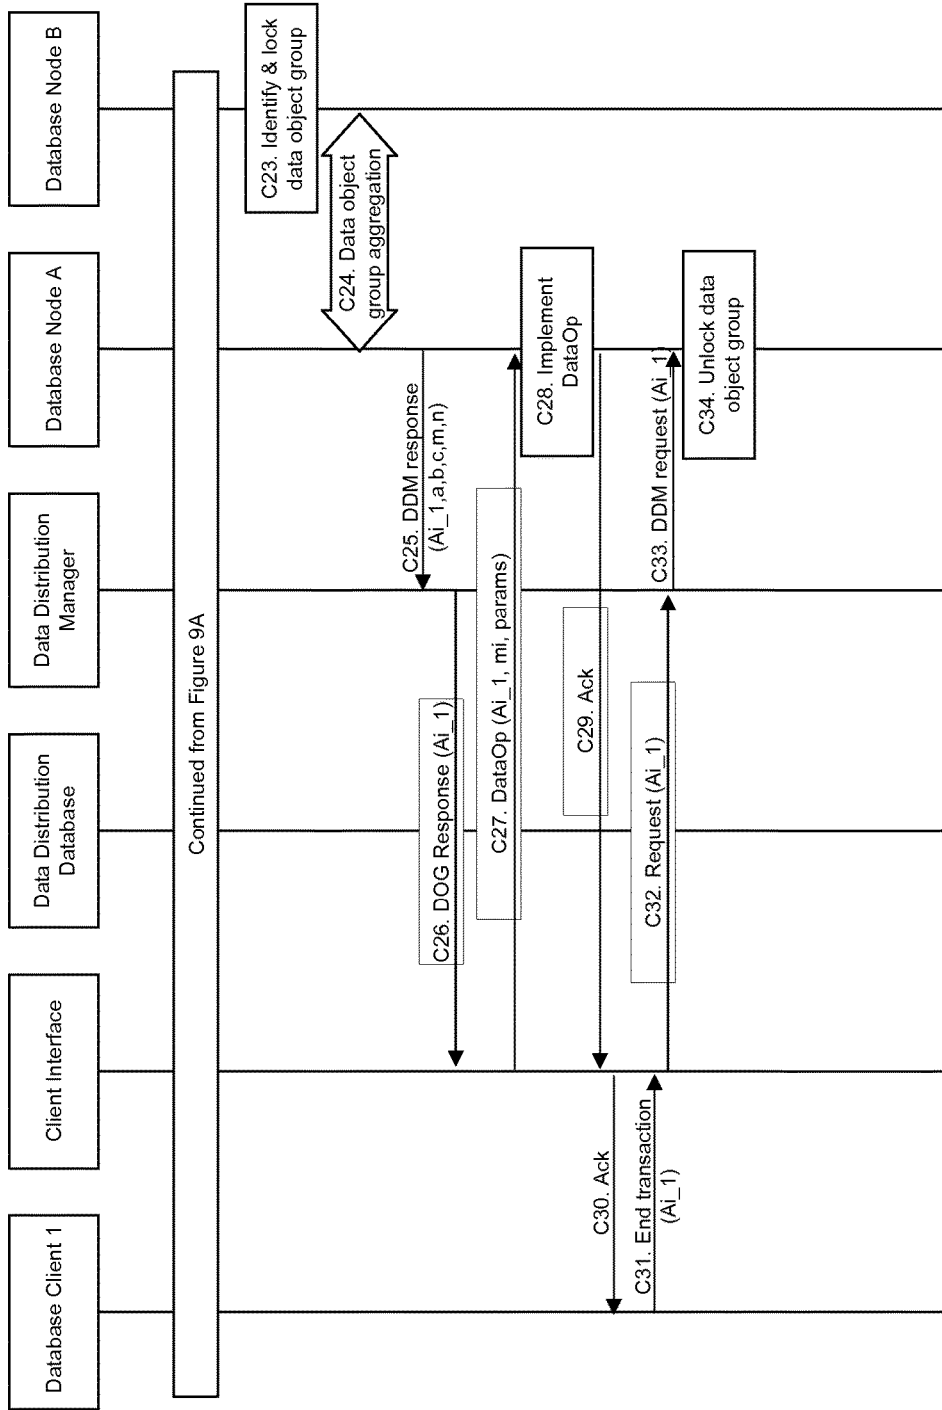 Database Client 1
Client Interface
Data Distribution
Database
Data Distribution
Manager
Database Node A
Database Node B
Continued from Figure 9A
C23. Identify & lock
data object group
C24. Data object
group aggregation
C25. DDM response
(Ai_1,a,b,c,m,n)
C26. DOG Response (Ai_1)
C27. DataOp (Ai_1, mi, params)
C28. Implement
DataOp
C29. Ack
C30. Ack
C31. End transaction
(Ai_1)
C32. Request (Ai_1)
C33. DDM request (Ai_1)
C34. Unlock data
object group